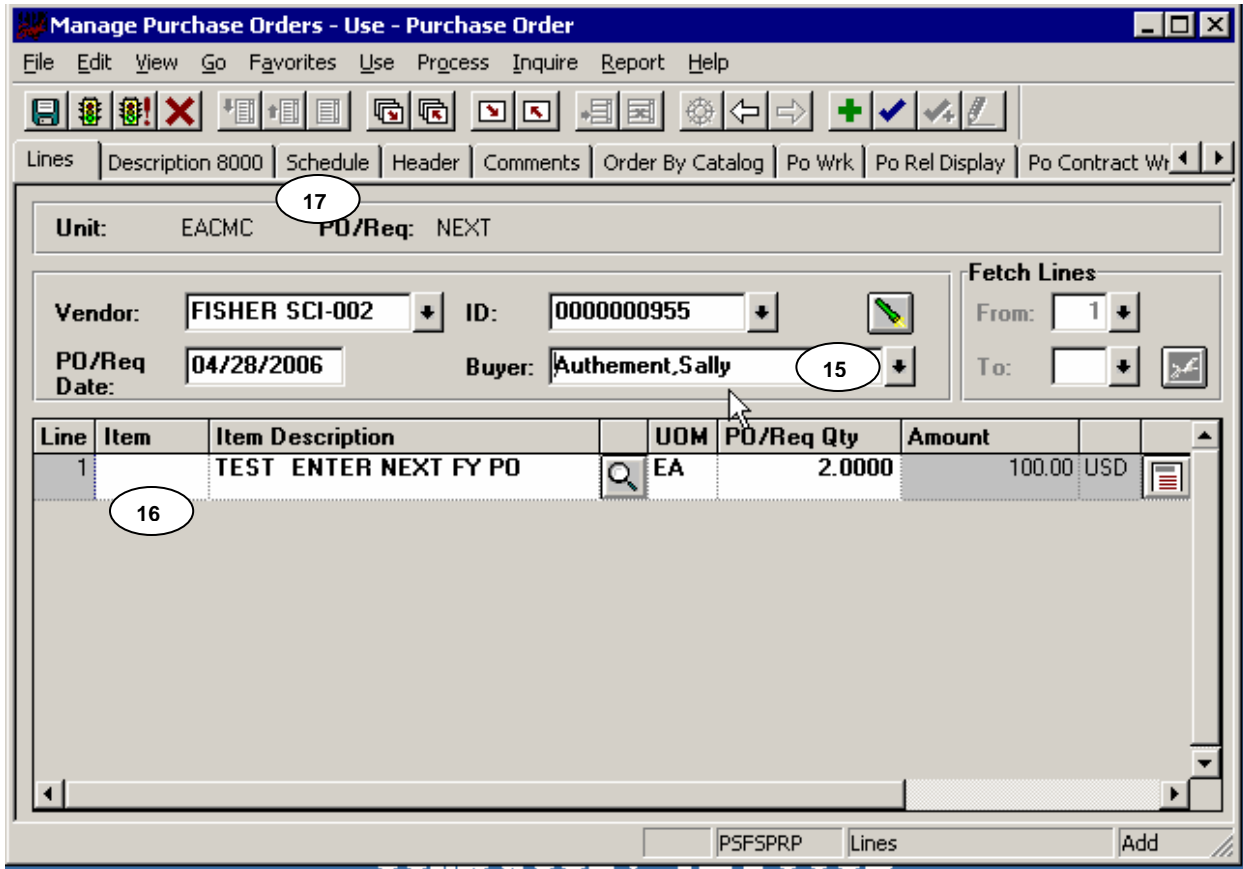 Manage Purchase Orders - Use - Purchase Order
File Edit View Go Favorites Use Process Inquire Report Help
Lines Description 8000 Schedule Header Comments Order By Catalog Po Wrk Po Rel Display Po Contract Wr
17
Unit: EACMC PO/Req: NEXT
Fetch Lines
Vendor: FISHER SCI-002 ID: 0000000955 From: 1
PO/Req Date: 04/28/2006 Buyer: Authement,Sally 15 To:
Line Item Item Description UOM PO/Req Qty Amount
1 TEST ENTER NEXT FY PO EA 2.0000 100.00 USD
16
PSFSPRP Lines Add